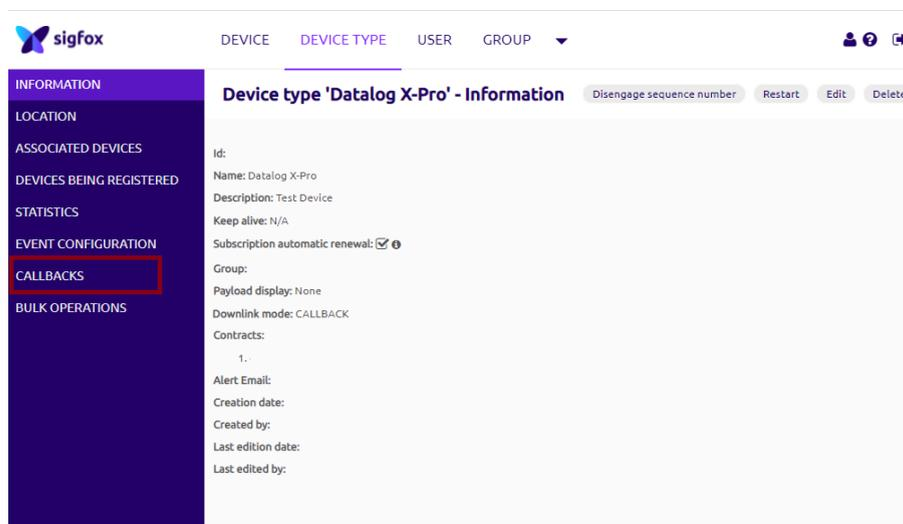 sigfox
DEVICE DEVICE TYPE USER GROUP
INFORMATION
LOCATION
ASSOCIATED DEVICES
DEVICES BEING REGISTERED
STATISTICS
EVENT CONFIGURATION
CALLBACKS
BULK OPERATIONS
Device type 'Datalog X-Pro' - Information
Disengage sequence number Restart Edit Delete
Id:
Name: Datalog X-Pro
Description: Test Device
Keep alive: N/A
Subscription automatic renewal:
Group:
Payload display: None
Downlink mode: CALLBACK
Contracts:
1.
Alert Email:
Creation date:
Created by:
Last edition date:
Last edited by: